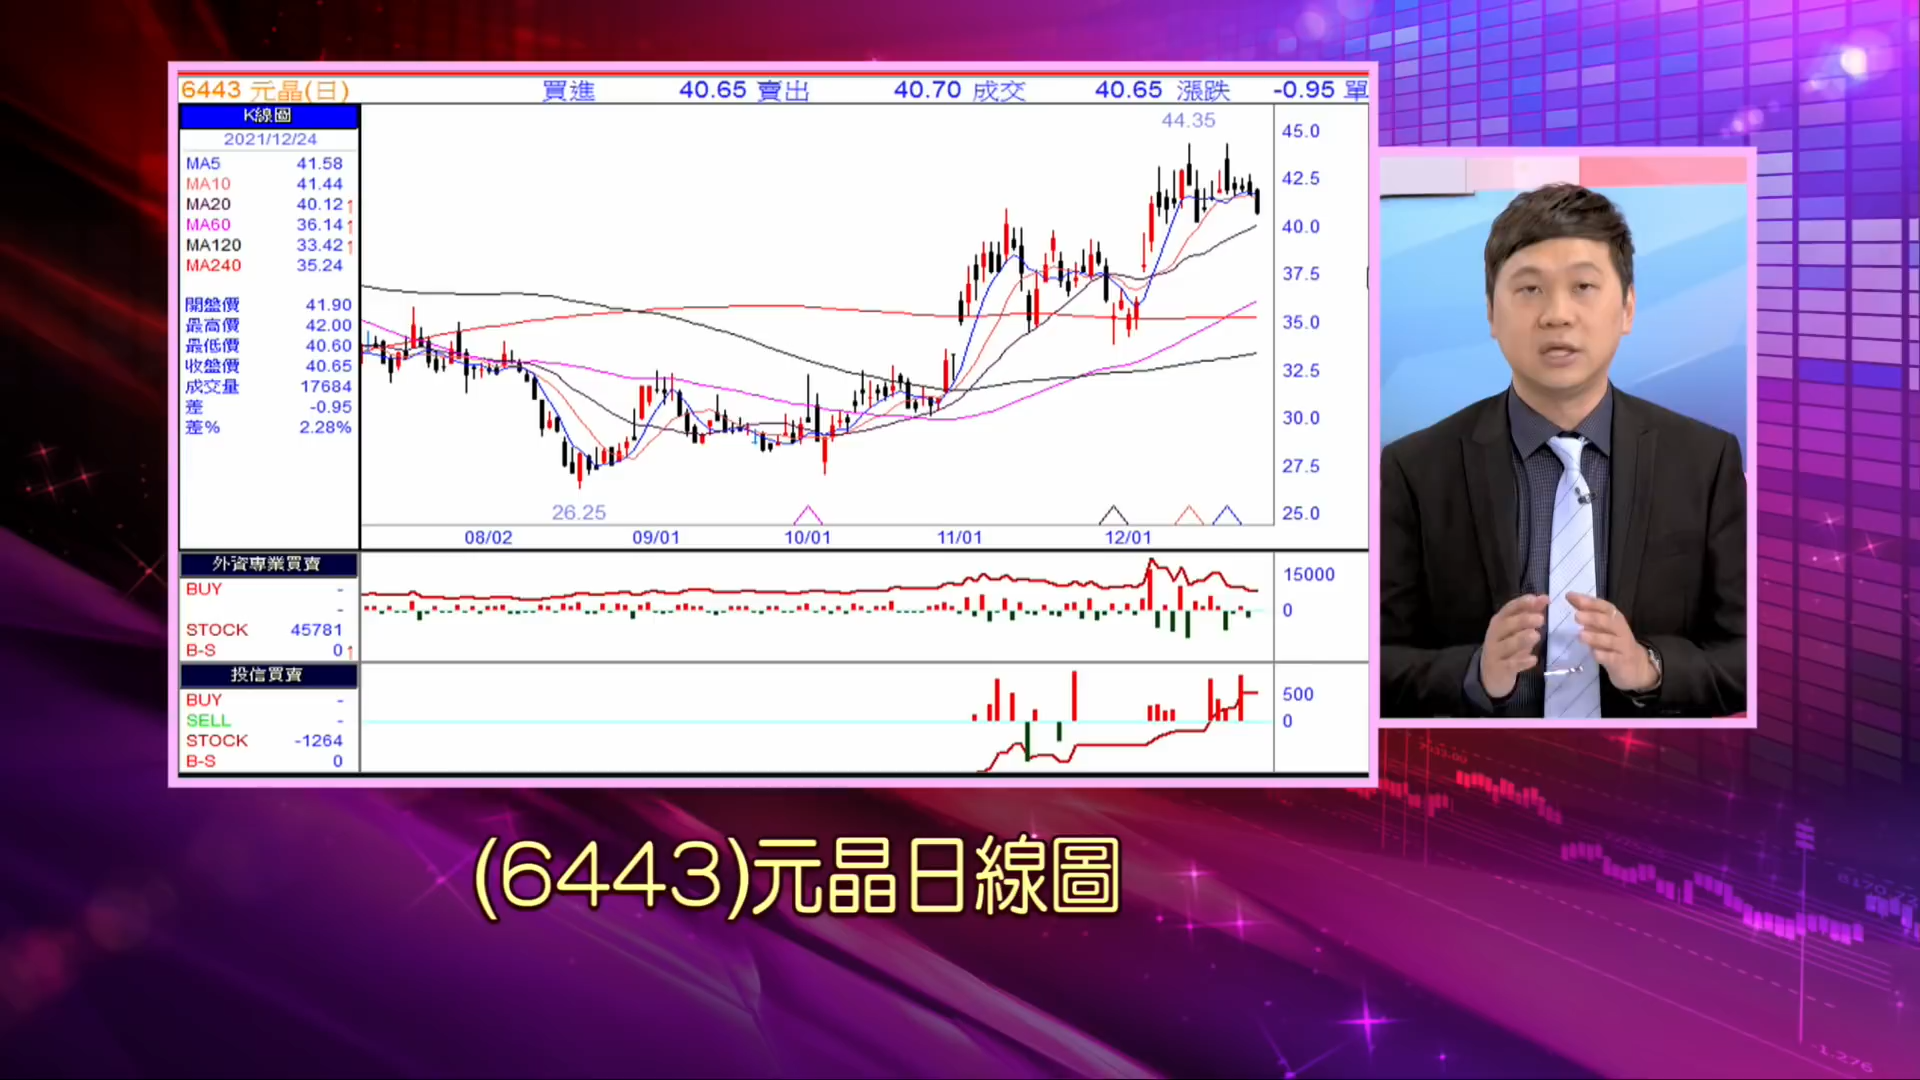 6443 元晶(日) 買進 40.65 賣出 40.70 成交 40.65 漲跌 -0.95 單
K線圖
2021/12/24
MA5 41.58
MA10 41.44
MA20 40.12↑
MA60 36.14↑
MA120 33.42↑
MA240 35.24
開盤價 41.90
最高價 42.00
最低價 40.60
收盤價 40.65
成交量 17684
差 -0.95
差% 2.28%
44.35
26.25
45.0
42.5
40.0
37.5
35.0
32.5
30.0
27.5
25.0
08/02 09/01 10/01 11/01 12/01
外資專業買賣
BUY -
-
STOCK 45781
B-S 0↑
15000
0
投信買賣
BUY -
SELL -
STOCK -1264
B-S 0
500
0
(6443)元晶日線圖
-1.276